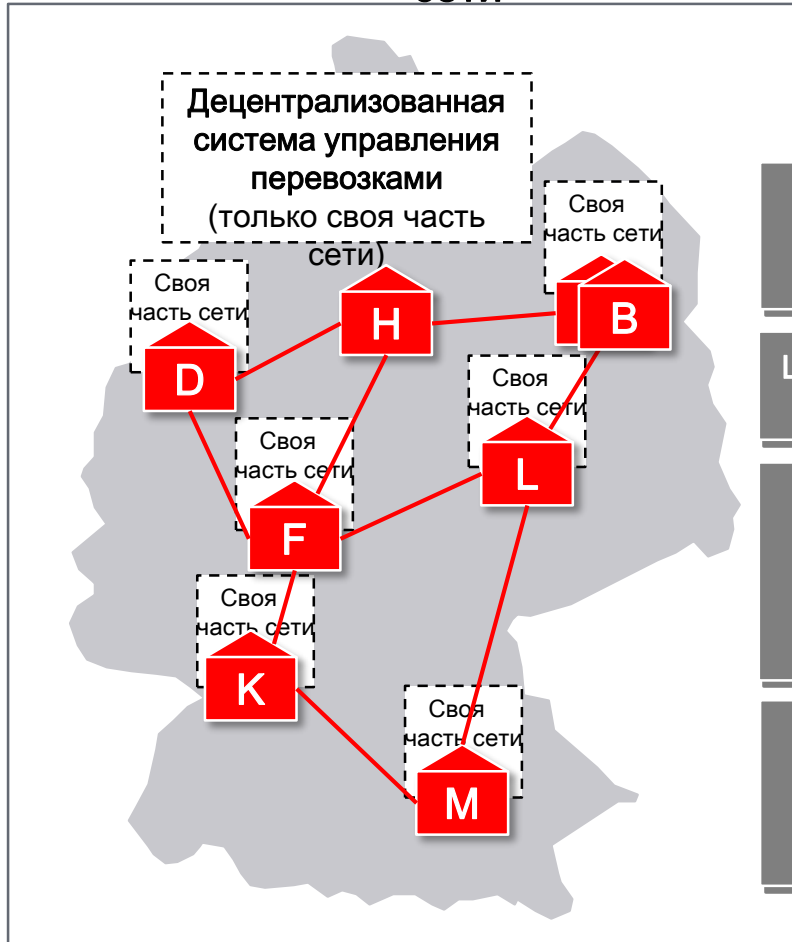 Децентрализованная
система управления
перевозками
(только своя часть
сети)
Своя
часть сети
B
Своя
часть сети
D
H
Своя
часть сети
L
Своя
часть сети
F
Своя
часть сети
K
Своя
часть сети
M